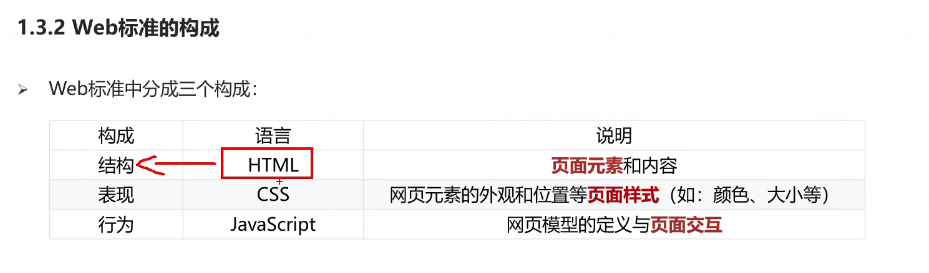 1.3.2 Web标准的构成
➢ Web标准中分成三个构成：
构成 语言 说明
结构 HTML 页面元素和内容
表现 CSS 网页元素的外观和位置等页面样式（如：颜色、大小等）
行为 JavaScript 网页模型的定义与页面交互